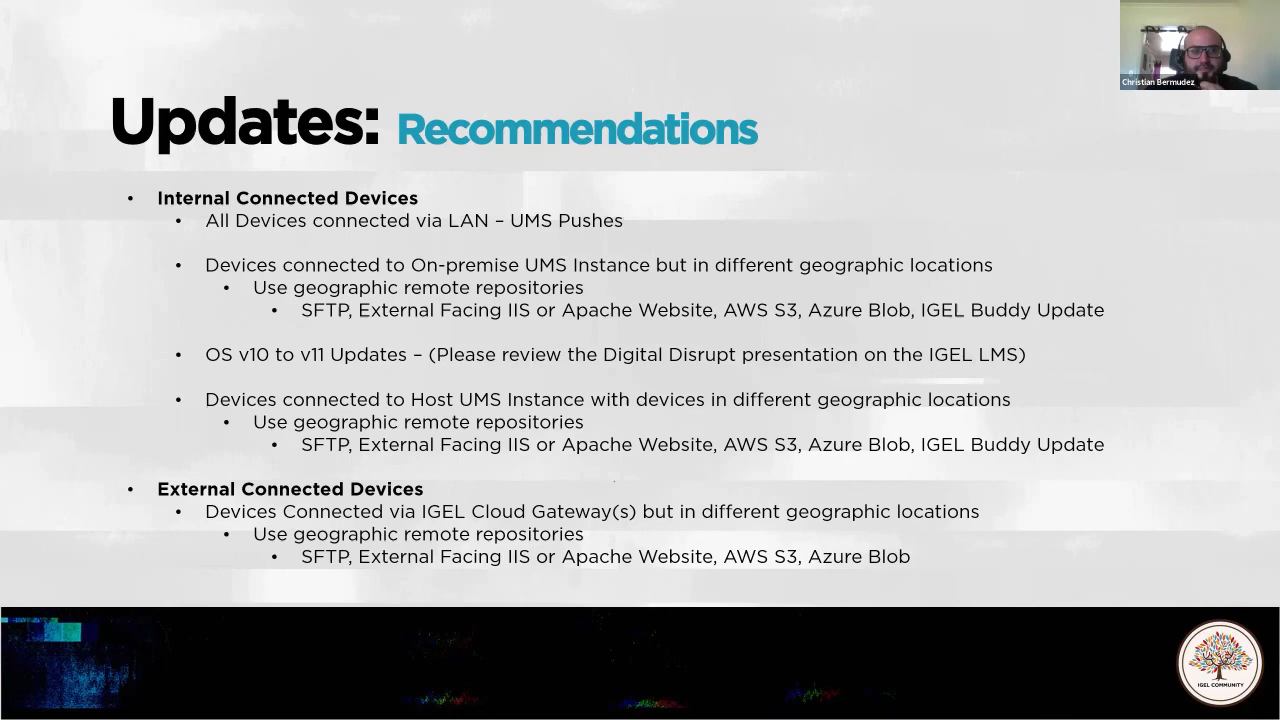 Christian Bermudez
Updates: Recommendations
• Internal Connected Devices
• All Devices connected via LAN – UMS Pushes
• Devices connected to On-premise UMS Instance but in different geographic locations
• Use geographic remote repositories
• SFTP, External Facing IIS or Apache Website, AWS S3, Azure Blob, IGEL Buddy Update
• OS v10 to v11 Updates – (Please review the Digital Disrupt presentation on the IGEL LMS)
• Devices connected to Host UMS Instance with devices in different geographic locations
• Use geographic remote repositories
• SFTP, External Facing IIS or Apache Website, AWS S3, Azure Blob, IGEL Buddy Update
• External Connected Devices
• Devices Connected via IGEL Cloud Gateway(s) but in different geographic locations
• Use geographic remote repositories
• SFTP, External Facing IIS or Apache Website, AWS S3, Azure Blob
IGEL COMMUNITY